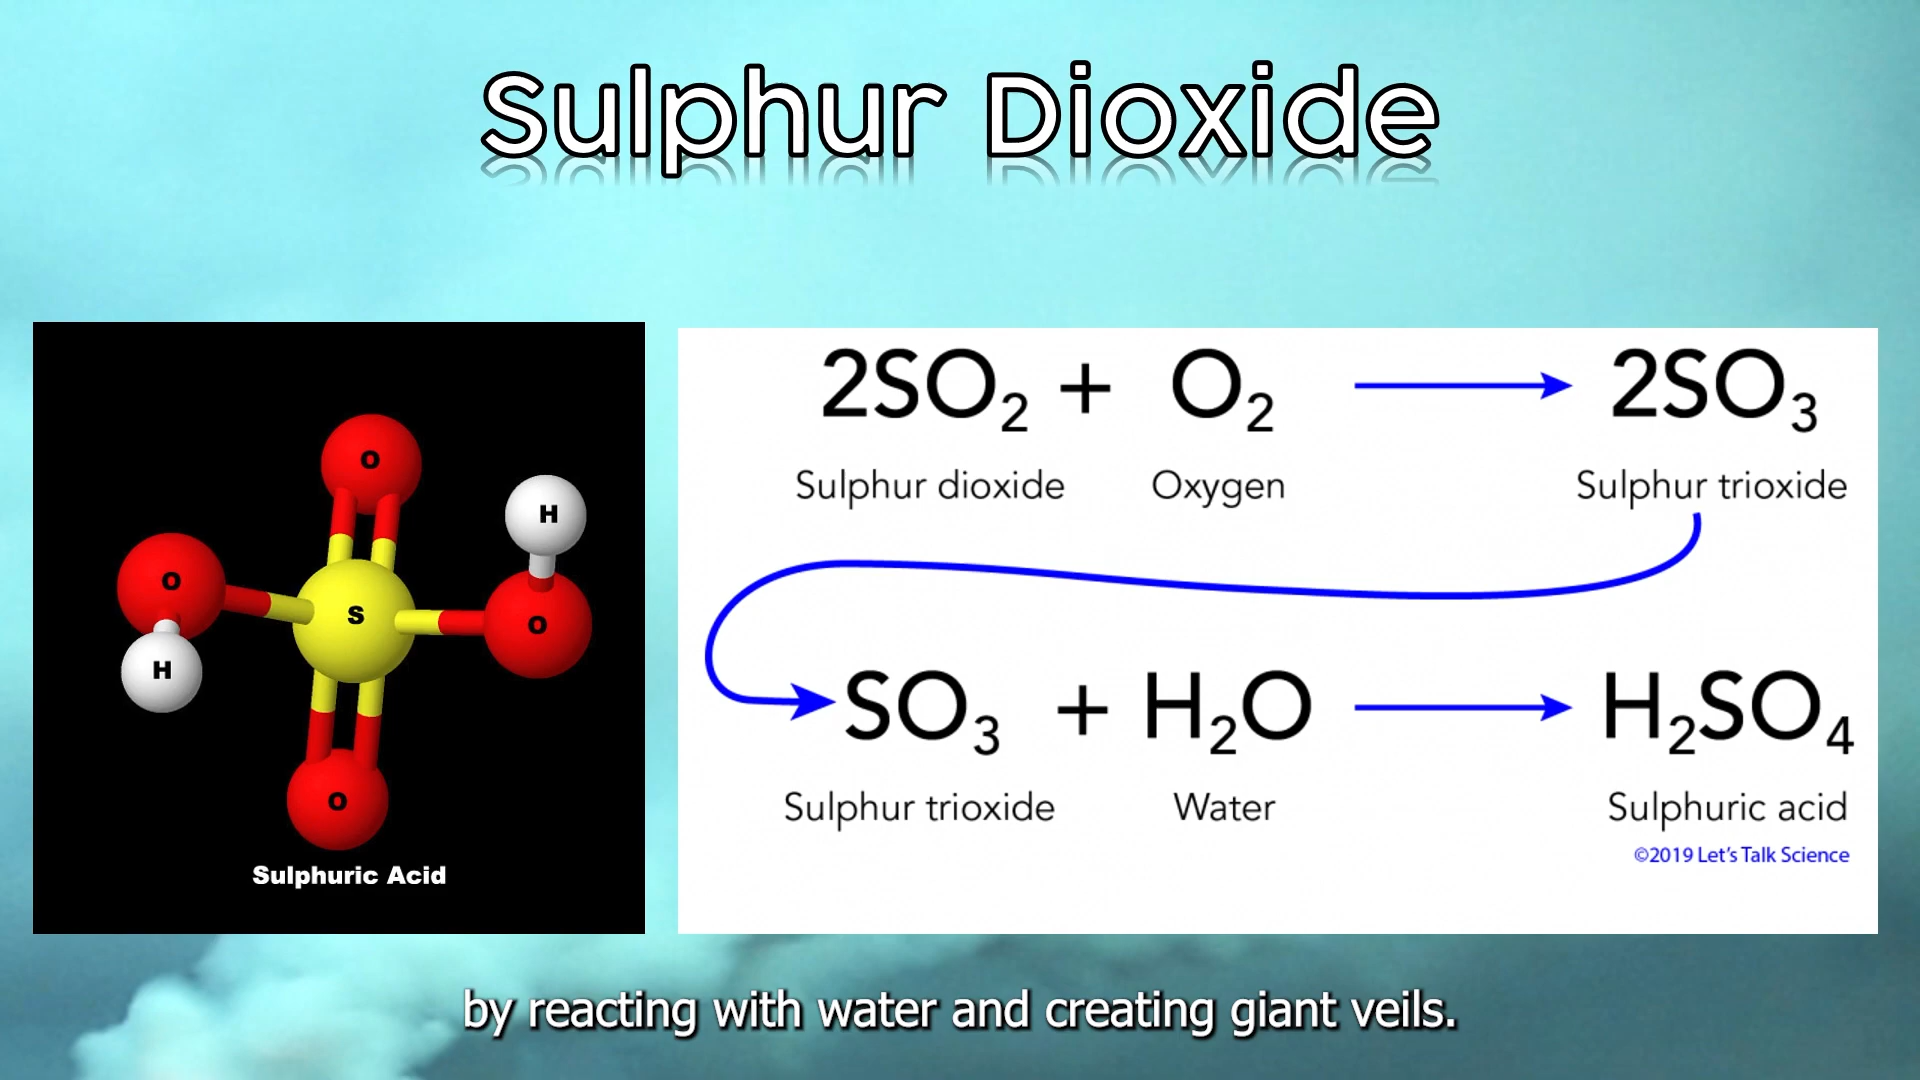 Sulphur Dioxide
O
H
O
S
O
H
O
Sulphuric Acid
2SO₂ + O₂ → 2SO₃
Sulphur dioxide Oxygen Sulphur trioxide
SO₃ + H₂O → H₂SO₄
Sulphur trioxide Water Sulphuric acid
©2019 Let's Talk Science
by reacting with water and creating giant veils.